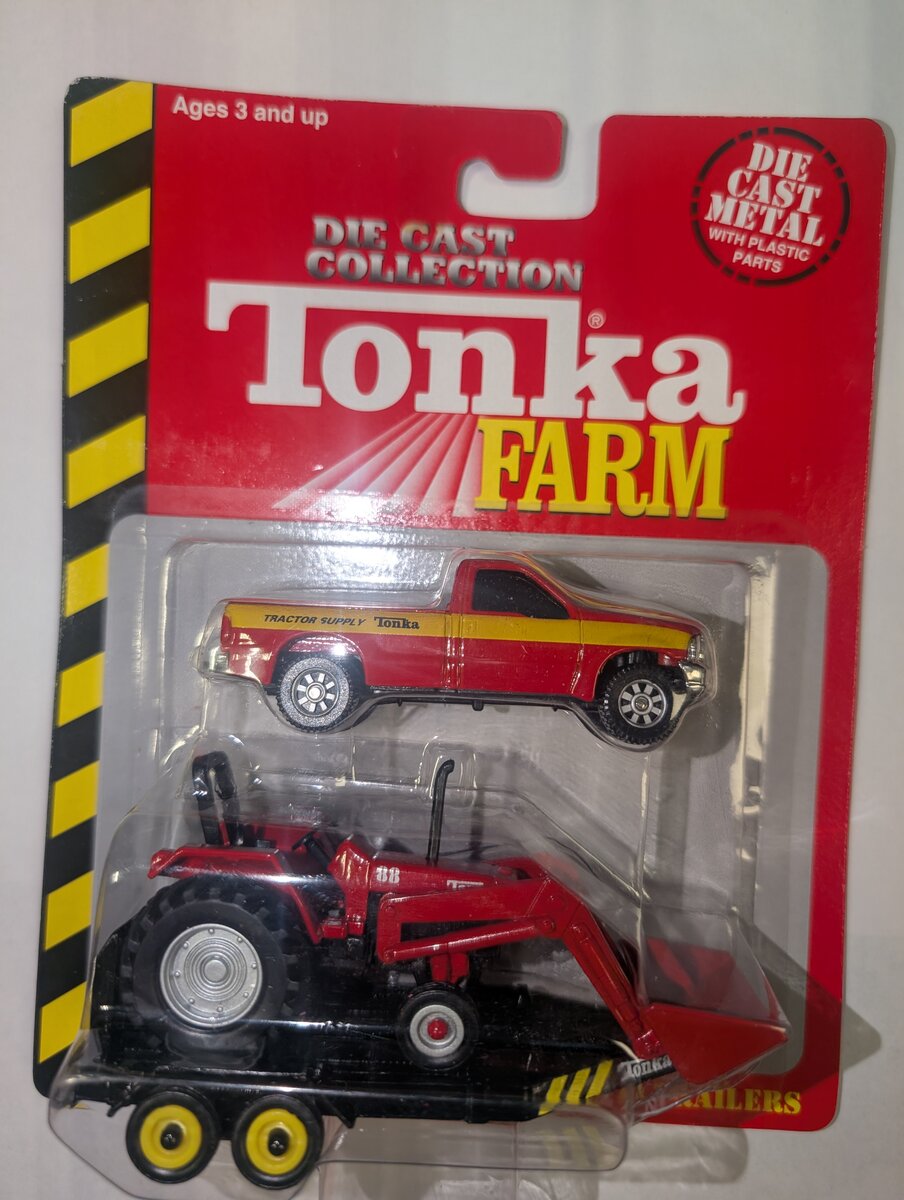 Ages 3 and up
DIE
CAST
METAL
WITH PLASTIC
PARTS
DIE CAST
COLLECTION
Tonka®
FARM
TRACTOR SUPPLY Tonka
88
Tonka
TRAILERS